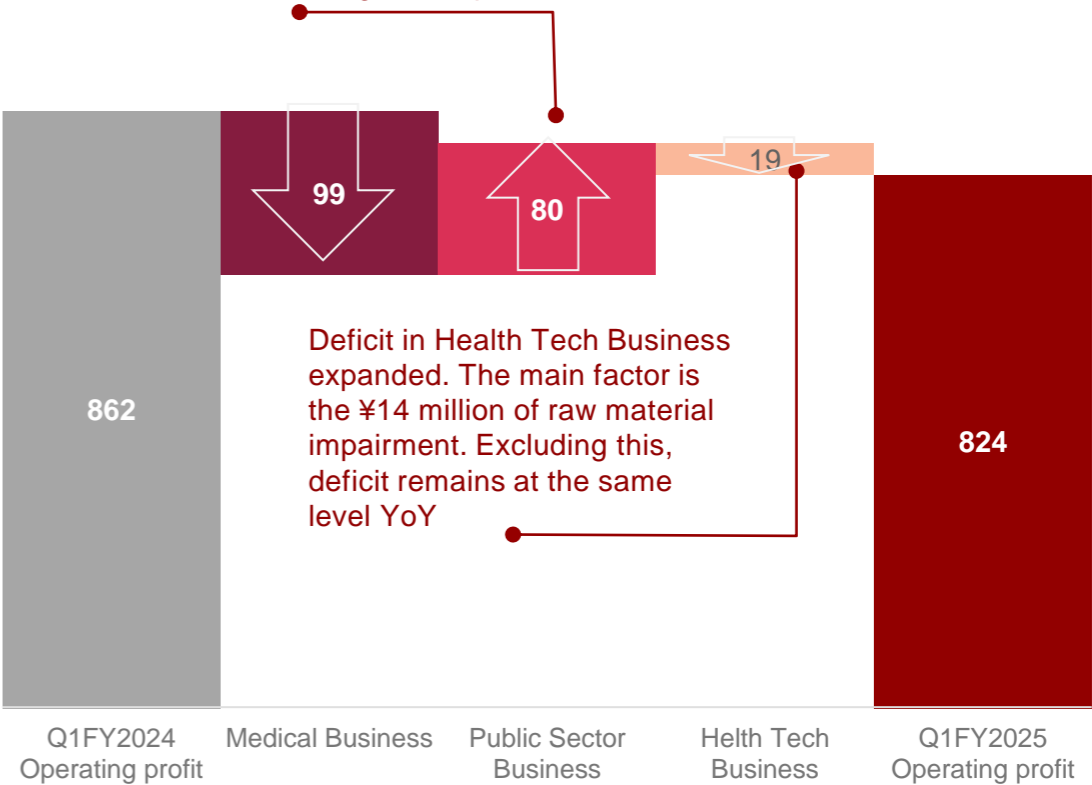 99
80
19
862
Deficit in Health Tech Business
expanded. The main factor is
the ¥14 million of raw material
impairment. Excluding this,
deficit remains at the same
level YoY
824
Q1FY2024
Operating profit
Medical Business
Public Sector
Business
Helth Tech
Business
Q1FY2025
Operating profit